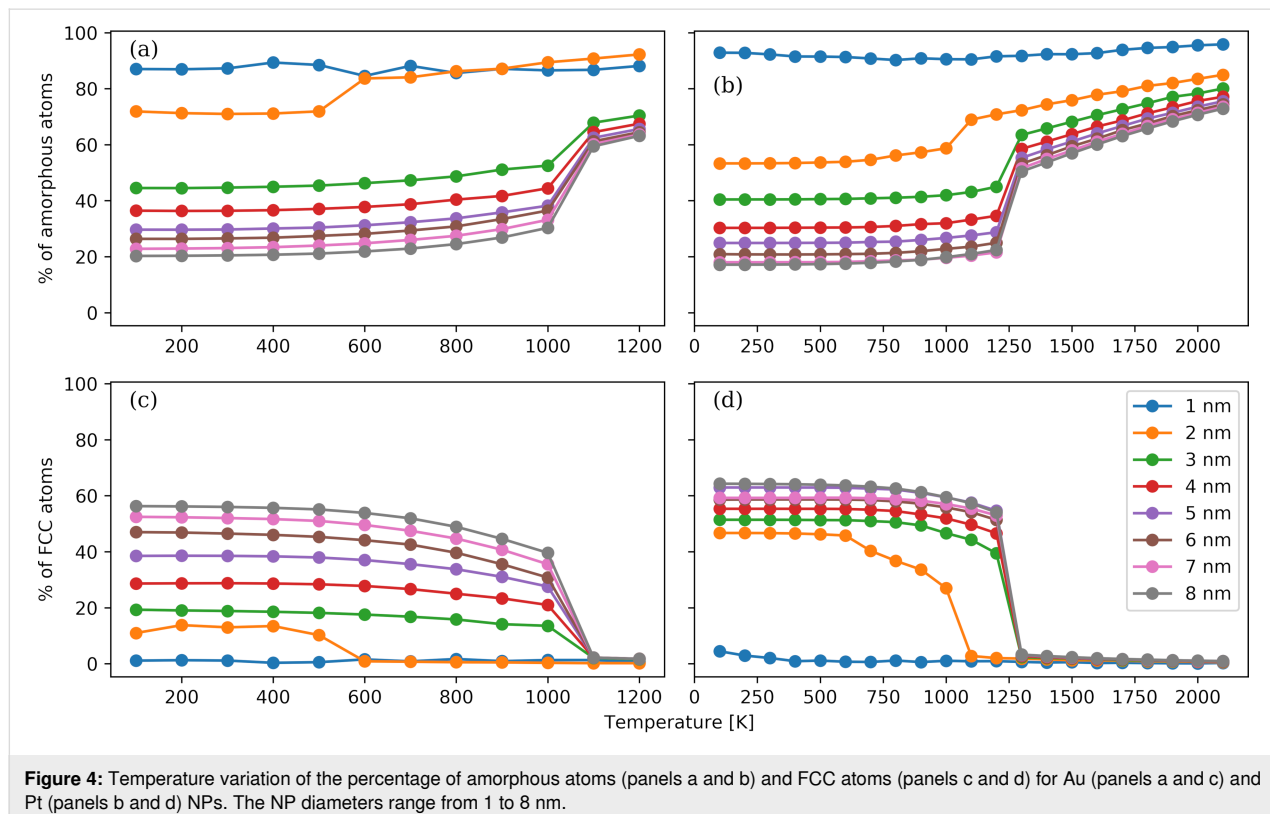 (a)
(b)
% of amorphous atoms
100
80
60
40
20
0
200 400 600 800 1000 1200
0 250 500 750 1000 1250 1500 1750 2000
(c)
(d)
% of FCC atoms
100
80
60
40
20
0
200 400 600 800 1000 1200
0 250 500 750 1000 1250 1500 1750 2000
1 nm
2 nm
3 nm
4 nm
5 nm
6 nm
7 nm
8 nm
Temperature [K]
Figure 4: Temperature variation of the percentage of amorphous atoms (panels a and b) and FCC atoms (panels c and d) for Au (panels a and c) and
Pt (panels b and d) NPs. The NP diameters range from 1 to 8 nm.